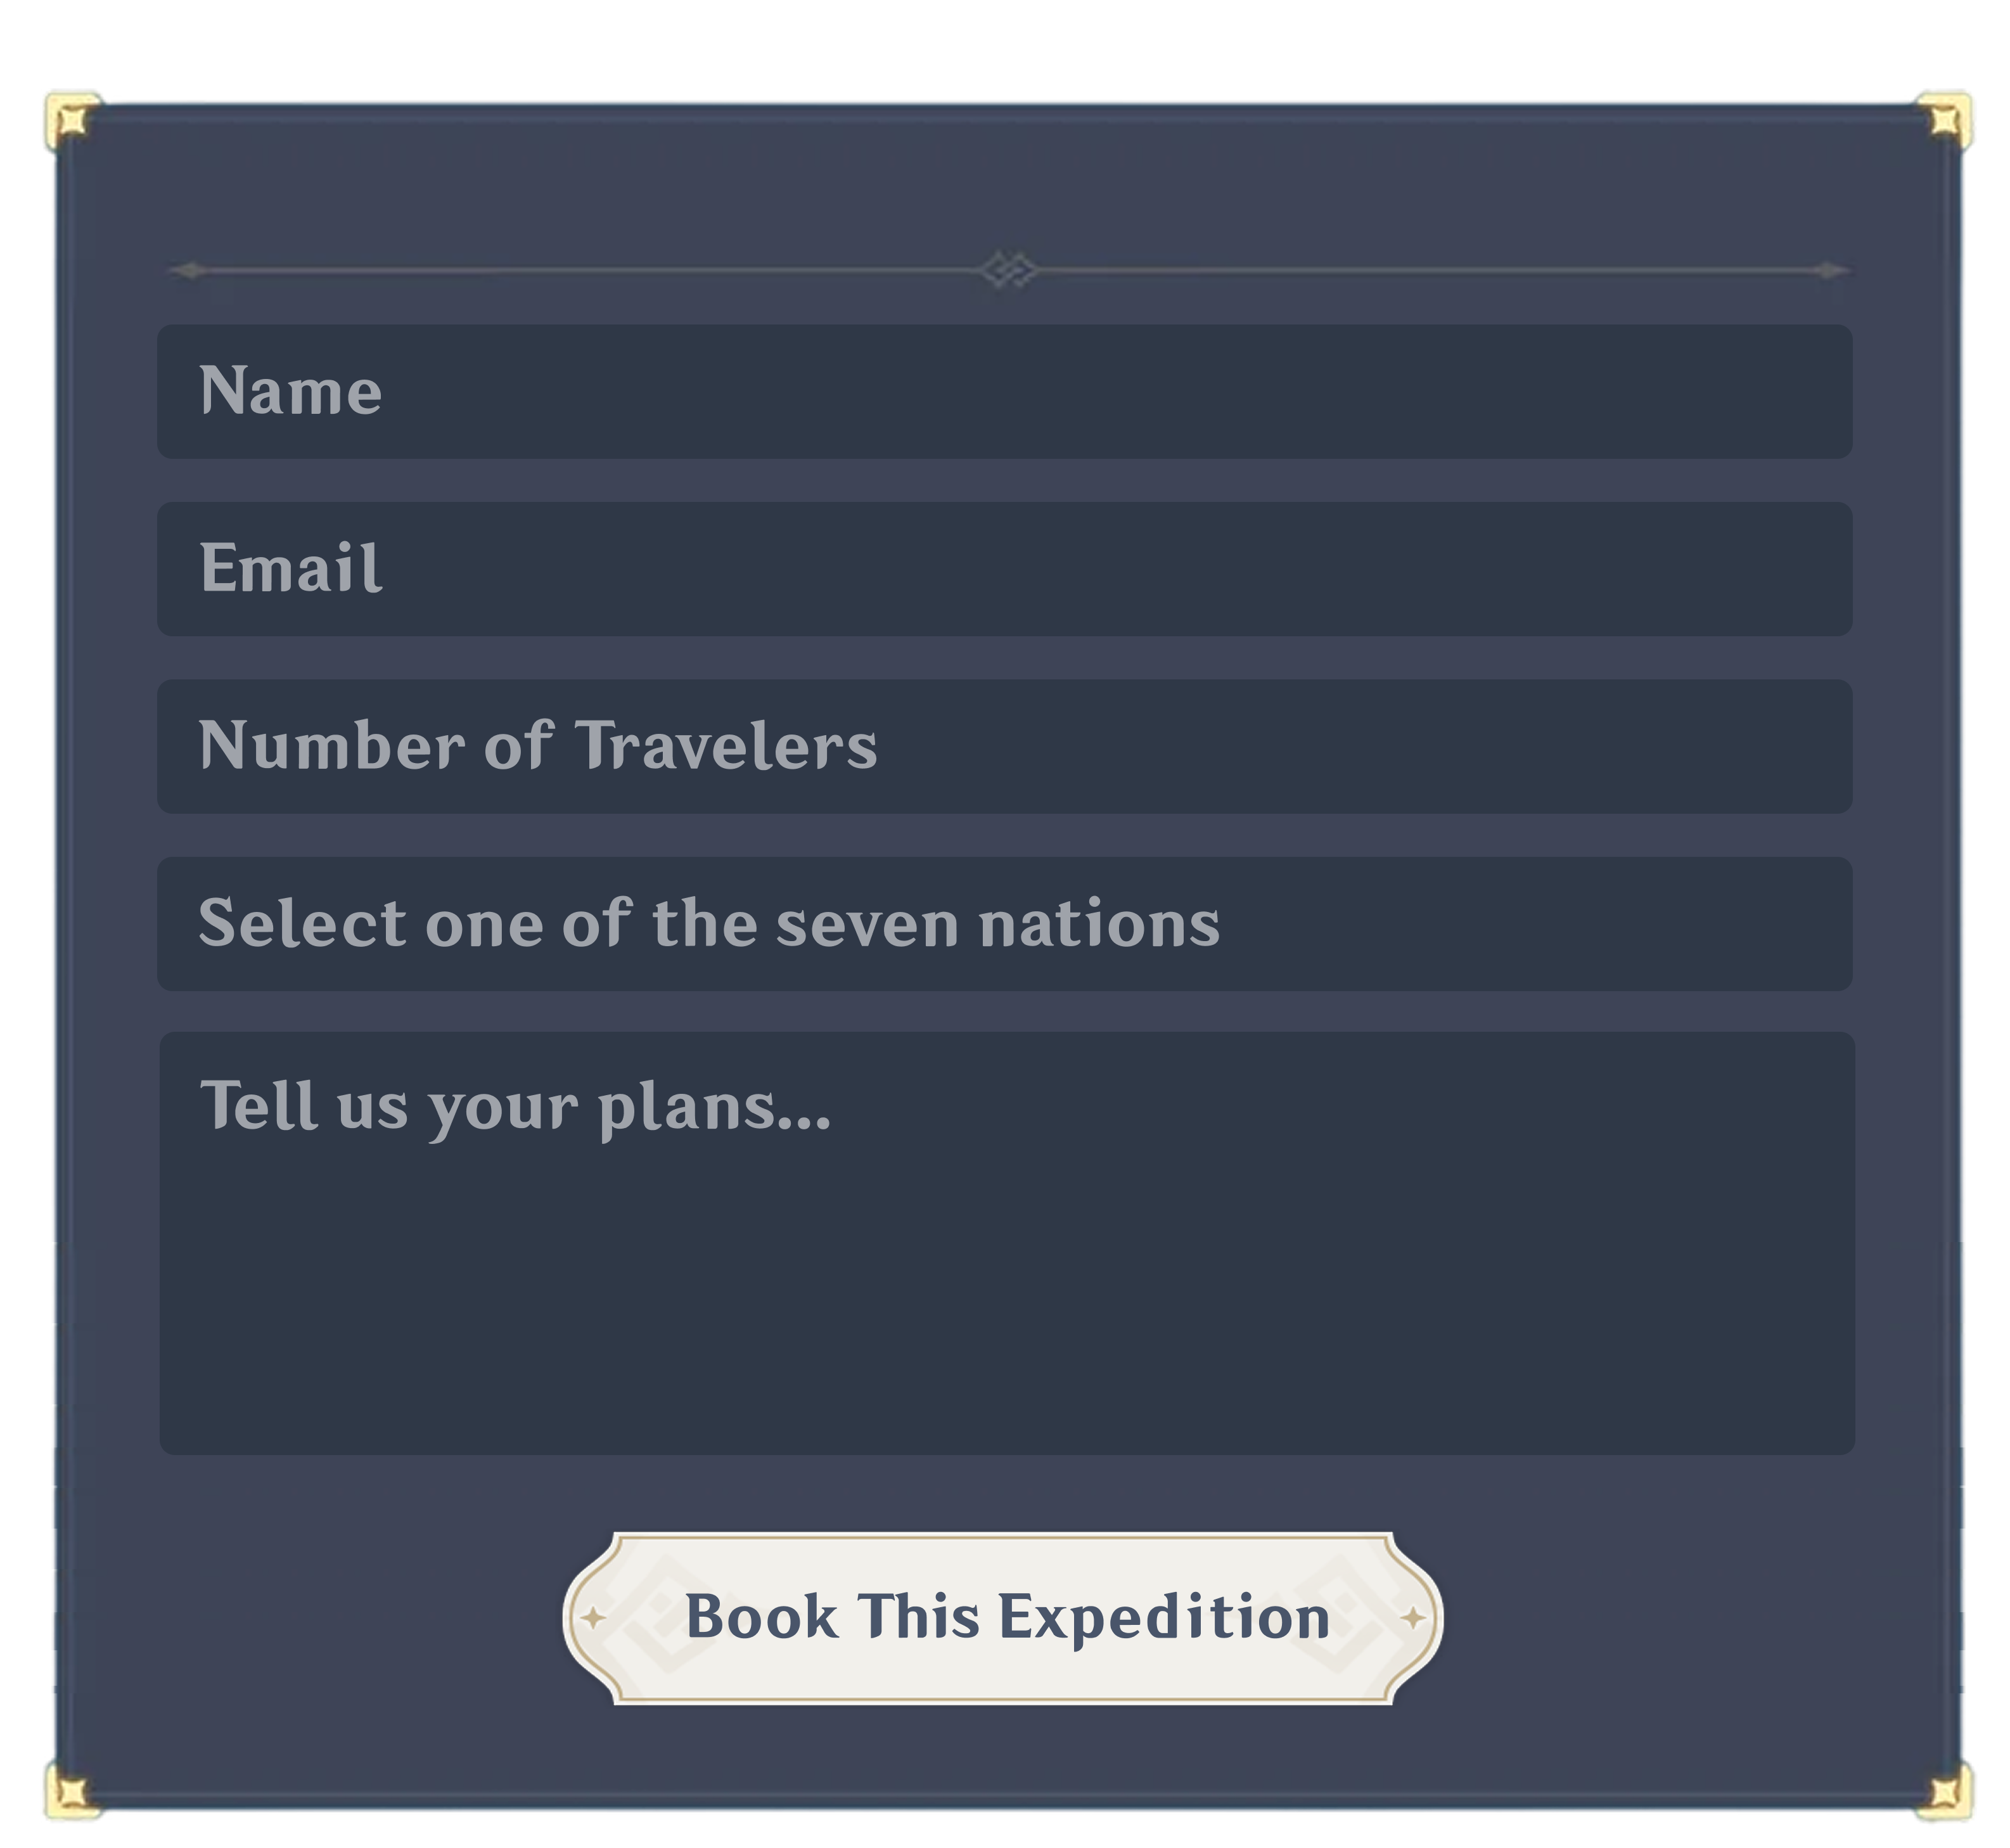 Name
Email
Number of Travelers
Select one of the seven nations
Tell us your plans...
Book This Expedition